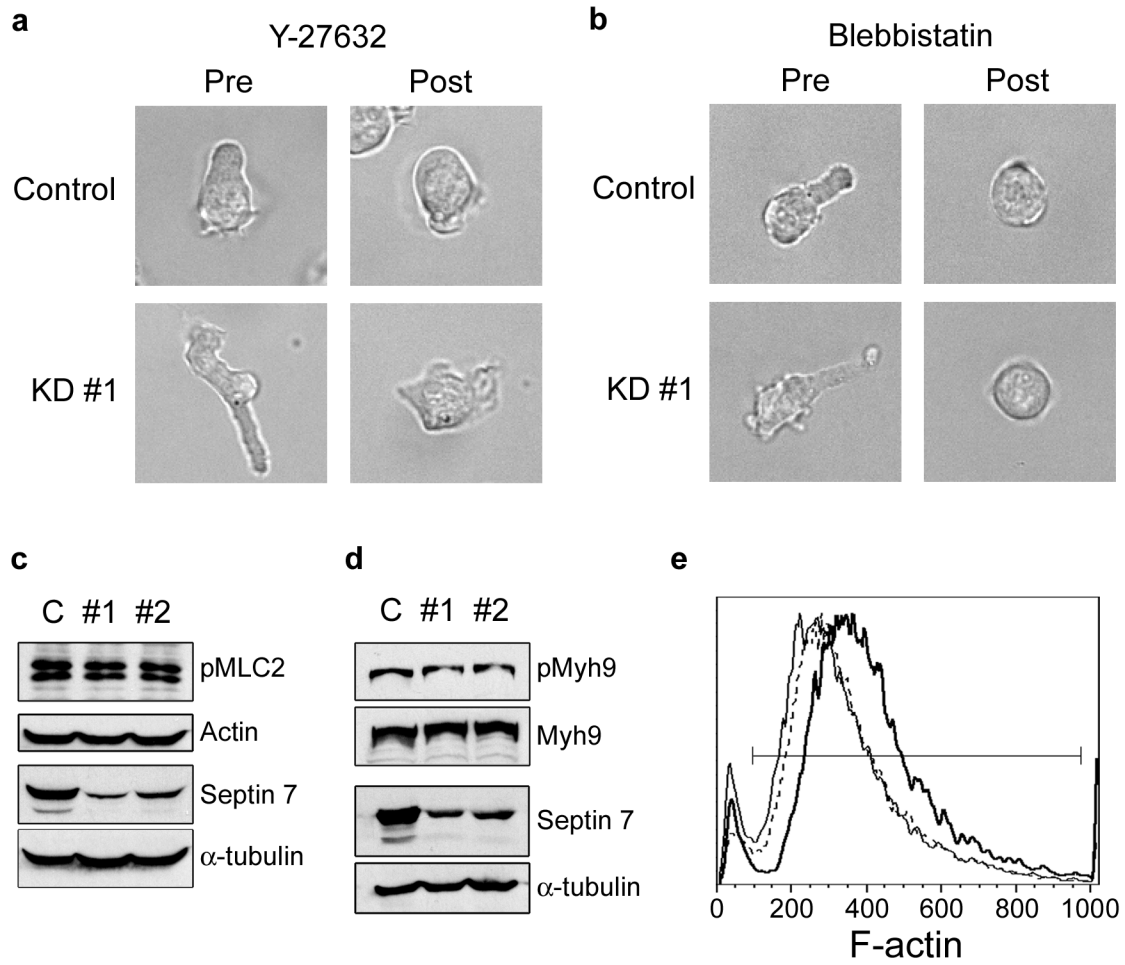 a
Y-27632
Pre Post
Control
KD #1
b
Blebbistatin
Pre Post
Control
KD #1
c
C #1 #2
pMLC2
Actin
Septin 7
α-tubulin
d
C #1 #2
pMyh9
Myh9
Septin 7
α-tubulin
e
0 200 400 600 800 1000
F-actin